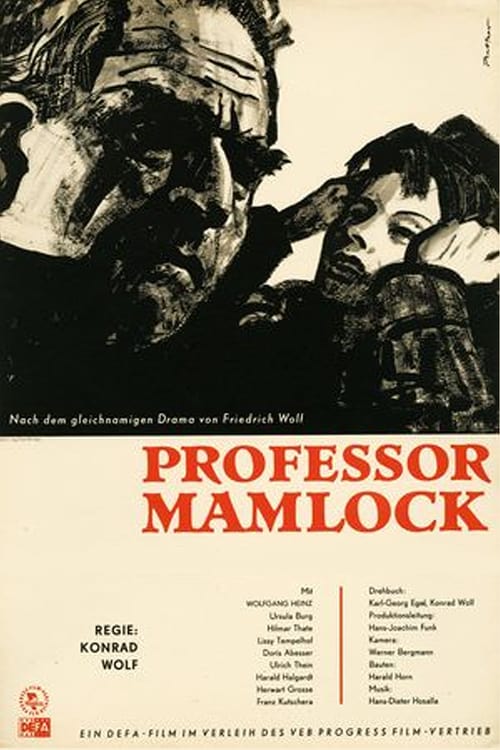 Nach dem gleichnamigen Drama von Friedrich Wolf
PROFESSOR
MAMLOCK
REGIE:
KONRAD
WOLF
Mit
WOLFGANG HEINZ
Ursula Burg
Hilmar Thate
Lissy Tempelhof
Doris Abesser
Ulrich Thein
Harald Halgardt
Herwart Grosse
Franz Kutschera
Drehbuch:
Karl-Georg Egel, Konrad Wolf
Produktionsleitung:
Hans-Joachim Funk
Kamera:
Werner Bergmann
Bauten:
Harald Horn
Musik:
Hans-Dieter Hosalla
DEFA
EIN DEFA-FILM IM VERLEIH DES VEB PROGRESS FILM-VERTRIEB